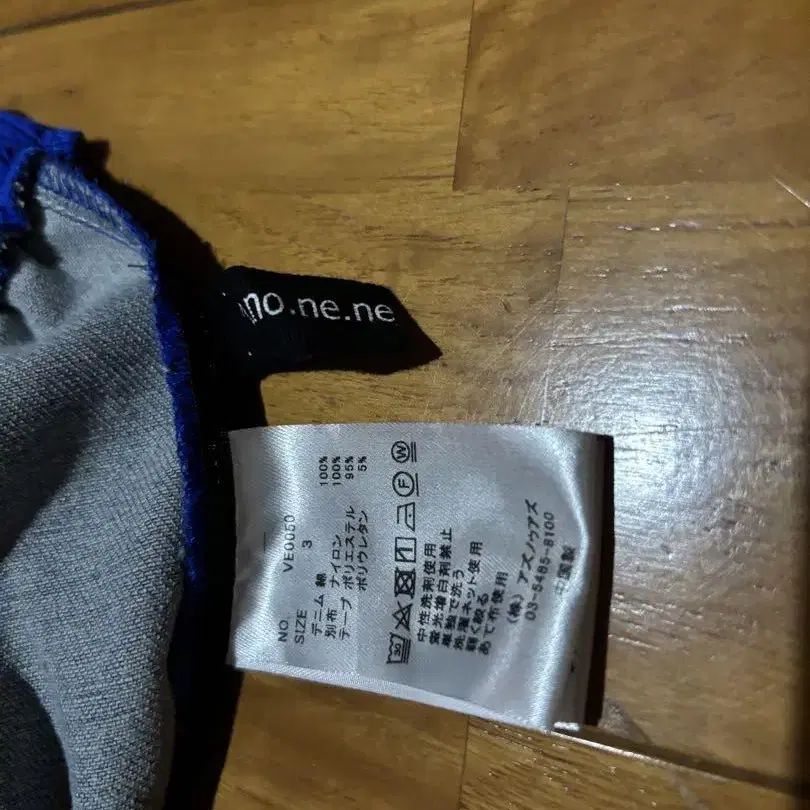 mo.ne.ne
NO. VE0050
SIZE 3
デニム 綿 100%
別布 ナイロン 100%
テープ ポリエステル 95%
ポリウレタン 5%
30
F W
中性洗剤使用
蛍光増白剤禁止
単独で洗う
洗濯ネット使用
軽く絞る
あて布使用
(株)アズノゥアズ
03-5485-8100
中国製